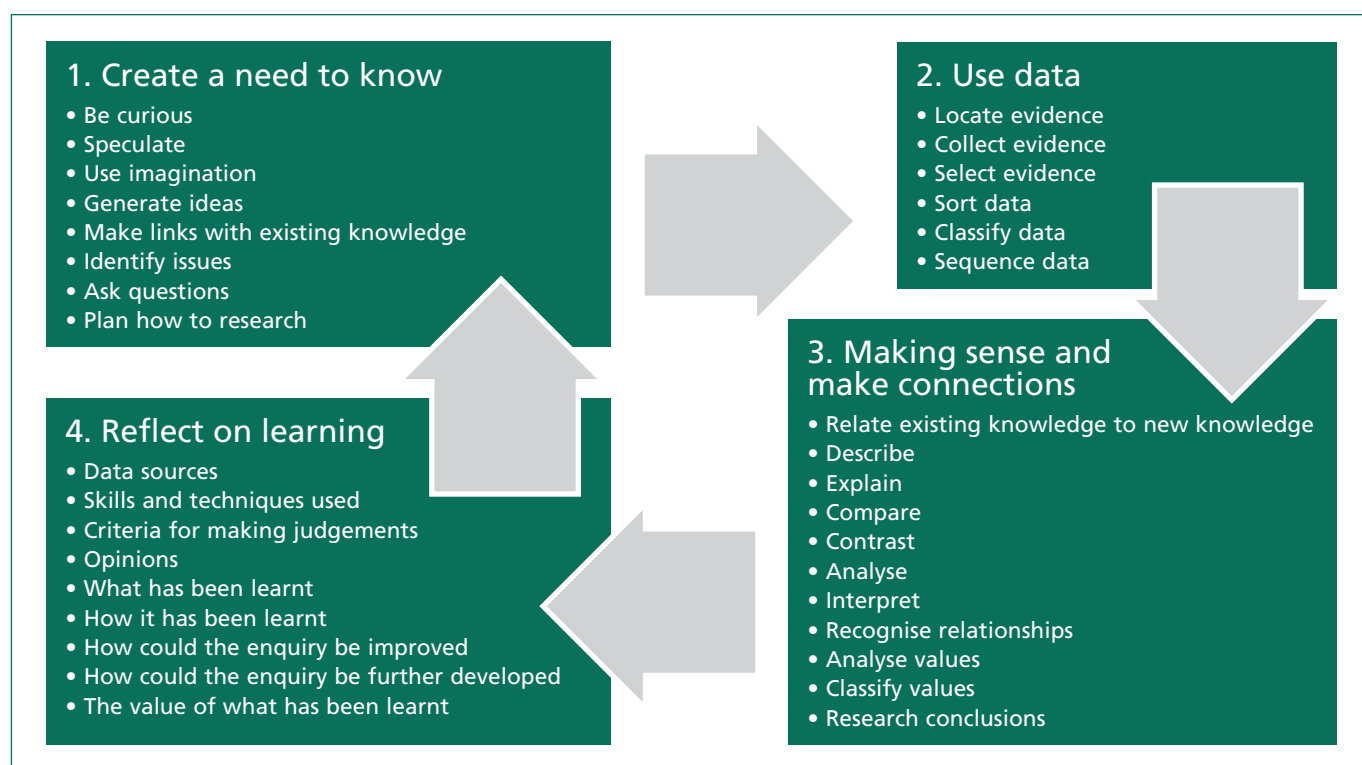 1. Create a need to know
• Be curious
• Speculate
• Use imagination
• Generate ideas
• Make links with existing knowledge
• Identify issues
• Ask questions
• Plan how to research
2. Use data
• Locate evidence
• Collect evidence
• Select evidence
• Sort data
• Classify data
• Sequence data
3. Making sense and
make connections
• Relate existing knowledge to new knowledge
• Describe
• Explain
• Compare
• Contrast
• Analyse
• Interpret
• Recognise relationships
• Analyse values
• Classify values
• Research conclusions
4. Reflect on learning
• Data sources
• Skills and techniques used
• Criteria for making judgements
• Opinions
• What has been learnt
• How it has been learnt
• How could the enquiry be improved
• How could the enquiry be further developed
• The value of what has been learnt